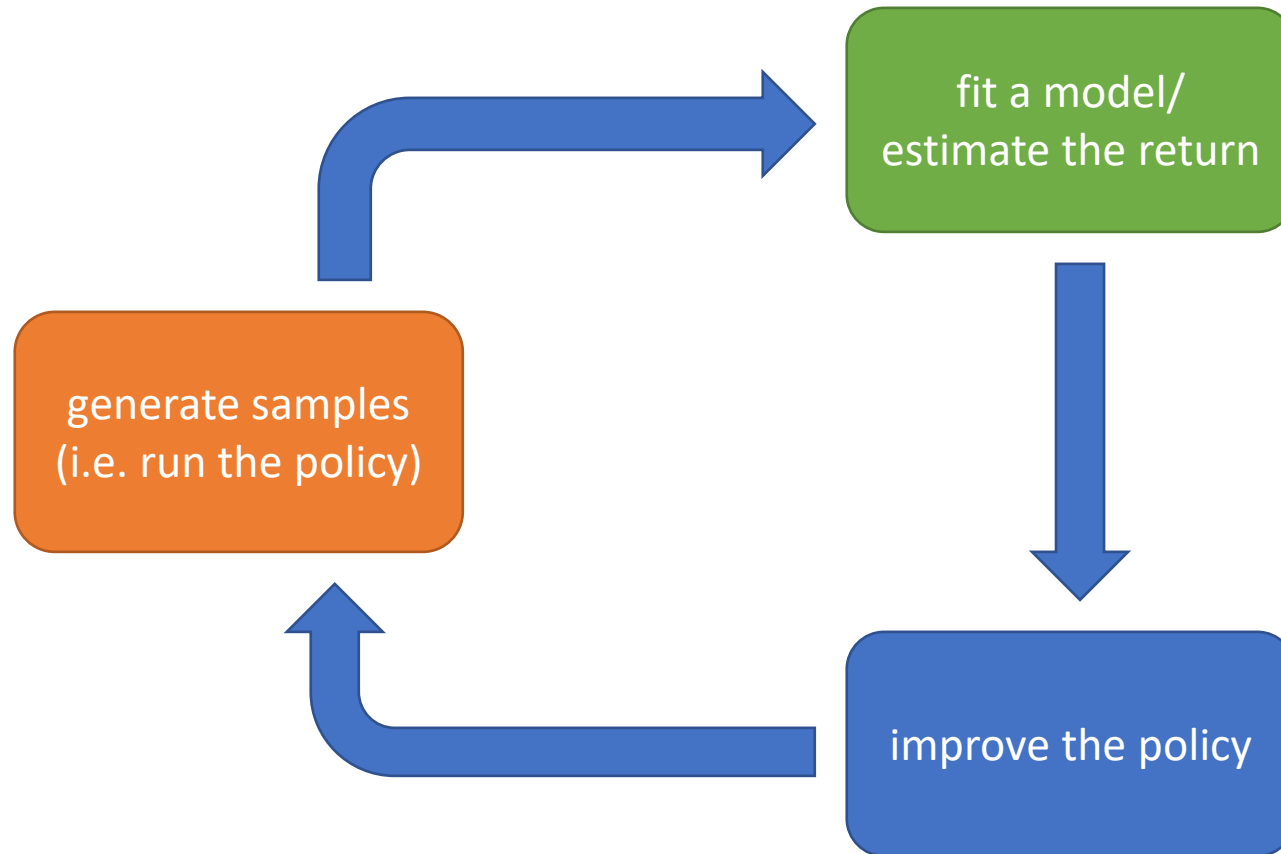 fit a model/
estimate the return
generate samples
(i.e. run the policy)
improve the policy